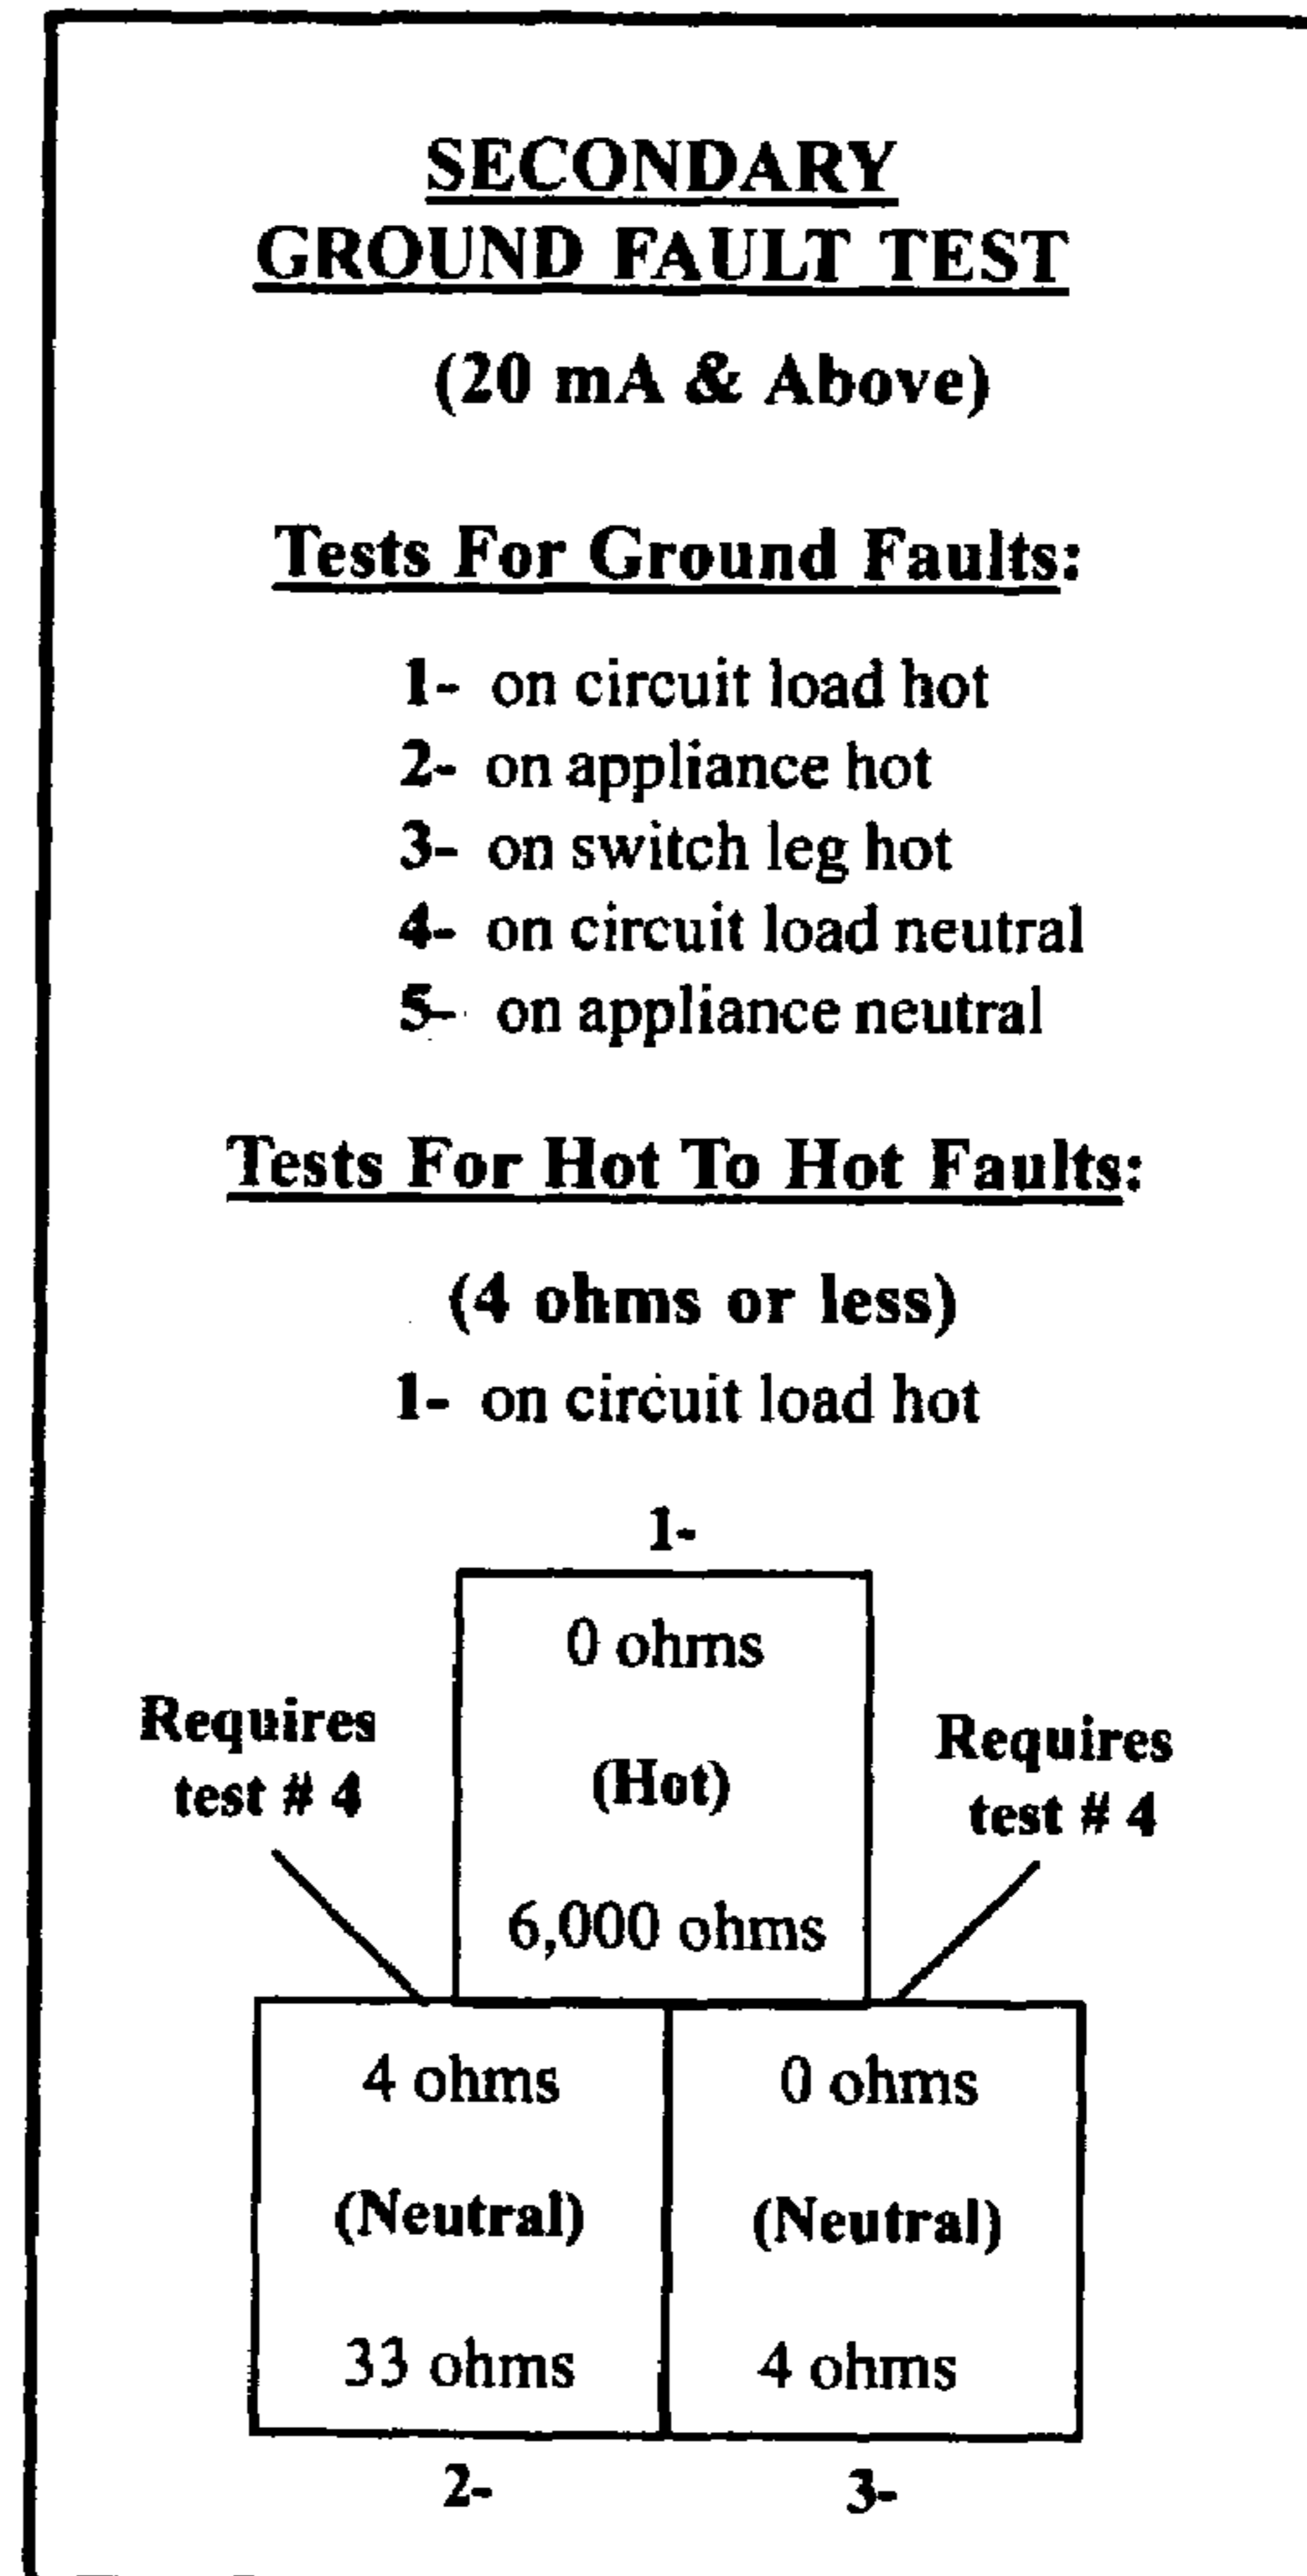 SECONDARY
GROUND FAULT TEST
(20 mA & Above)
Tests For Ground Faults:
1- on circuit load hot
2- on appliance hot
3- on switch leg hot
4- on circuit load neutral
5- on appliance neutral
Tests For Hot To Hot Faults:
(4 ohms or less)
1- on circuit load hot
1-
0 ohms
(Hot)
6,000 ohms
Requires
test # 4
Requires
test # 4
4 ohms
(Neutral)
33 ohms
0 ohms
(Neutral)
4 ohms
2-
3-